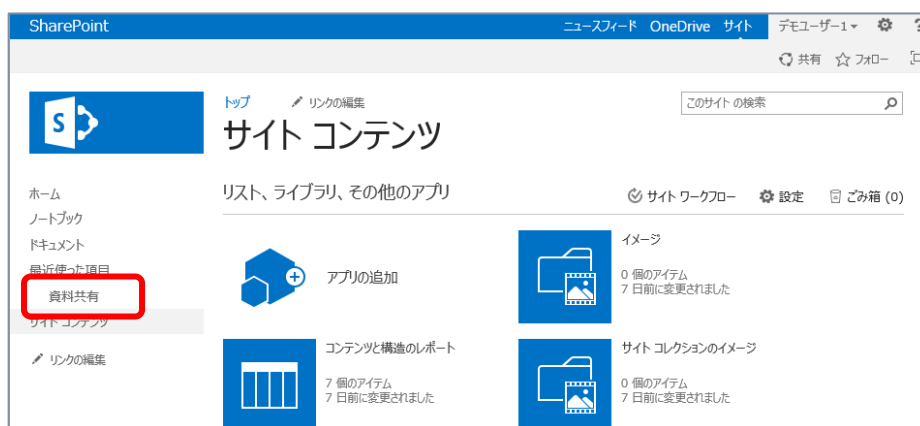 SharePoint
ニュースフィード OneDrive サイト デモユーザー1 ?
共有 フォロー
S
トップ リンクの編集
このサイト の検索
サイト コンテンツ
ホーム
ノートブック
ドキュメント
最近使った項目
資料共有
サイト コンテンツ
リンクの編集
リスト、ライブラリ、その他のアプリ
サイト ワークフロー 設定 ごみ箱 (0)
アプリの追加
イメージ
0 個のアイテム
7 日前に変更されました
コンテンツと構造のレポート
7 個のアイテム
7 日前に変更されました
サイト コレクションのイメージ
0 個のアイテム
7 日前に変更されました